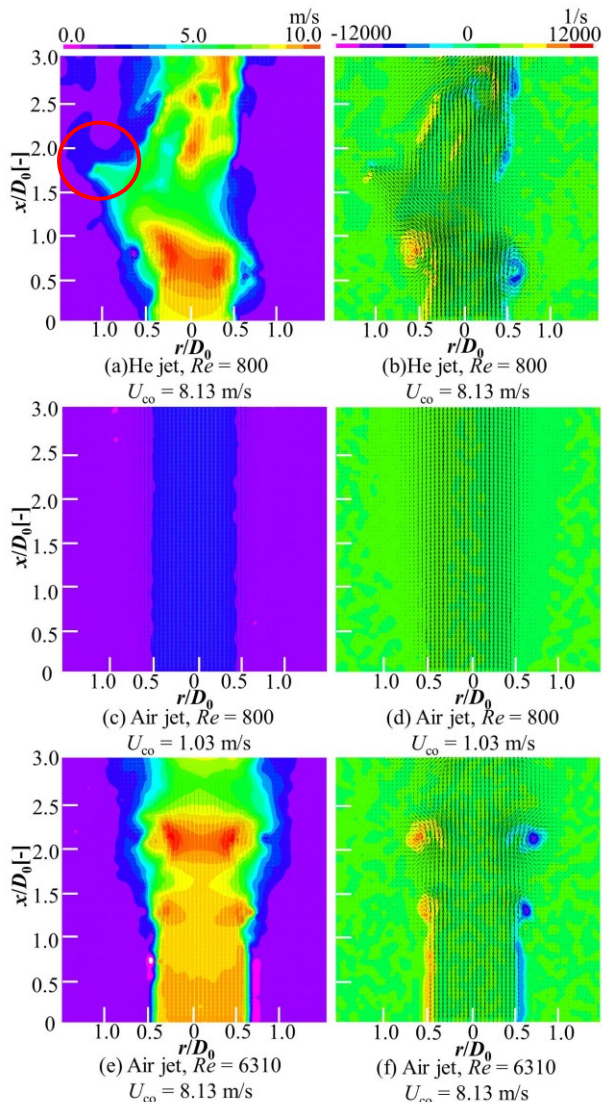 m/s 1/s
0.0 5.0 10.0 -12000 0 12000
3.0
2.5
2.0
1.5
1.0
0.5
0
x/D0[-]
1.0 0.5 0 0.5 1.0 1.0 0.5 0 0.5 1.0
r/D0 r/D0
(a)He jet, Re = 800 (b)He jet, Re = 800
Uco = 8.13 m/s Uco = 8.13 m/s
3.0
2.5
2.0
1.5
1.0
0.5
0
x/D0[-]
1.0 0.5 0 0.5 1.0 1.0 0.5 0 0.5 1.0
r/D0 r/D0
(c) Air jet, Re = 800 (d) Air jet, Re = 800
Uco = 1.03 m/s Uco = 1.03 m/s
3.0
2.5
2.0
1.5
1.0
0.5
0
x/D0[-]
1.0 0.5 0 0.5 1.0 1.0 0.5 0 0.5 1.0
r/D0 r/D0
(e) Air jet, Re = 6310 (f) Air jet, Re = 6310
Uco = 8.13 m/s Uco = 8.13 m/s